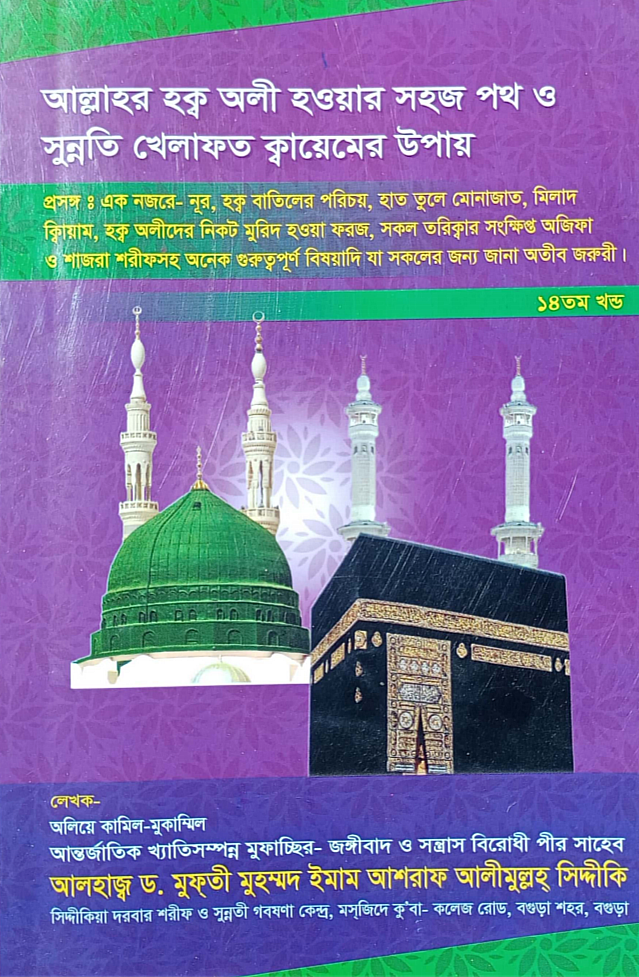 আল্লাহর হক্ব অলী হওয়ার সহজ পথ ও
সুন্নতি খেলাফত ক্বায়েমের উপায়
প্রসঙ্গ ঃ এক নজরে- নূর, হক্ব বাতিলের পরিচয়, হাত তুলে মোনাজাত, মিলাদ
ক্বিয়াম, হক্ব অলীদের নিকট মুরিদ হওয়া ফরজ, সকল তরিক্বার সংক্ষিপ্ত অজিফা
ও শাজরা শরীফসহ অনেক গুরুত্বপূর্ণ বিষয়াদি যা সকলের জন্য জানা অতীব জরুরী।
১৪তম খন্ড
লেখক-
অলিয়ে কামিল-মুকাম্মিল
আন্তর্জাতিক খ্যাতিসম্পন্ন মুফাচ্ছির- জঙ্গীবাদ ও সন্ত্রাস বিরোধী পীর সাহেব
আলহাজ্ব ড. মুফ্‌তী মুহম্মদ ইমাম আশরাফ আলীমুল্লহ্ সিদ্দীকি
সিদ্দীকিয়া দরবার শরীফ ও সুন্নতী গবষণা কেন্দ্র, মস্‌জিদে কু'বা- কলেজ রোড, বগুড়া শহর, বগুড়া